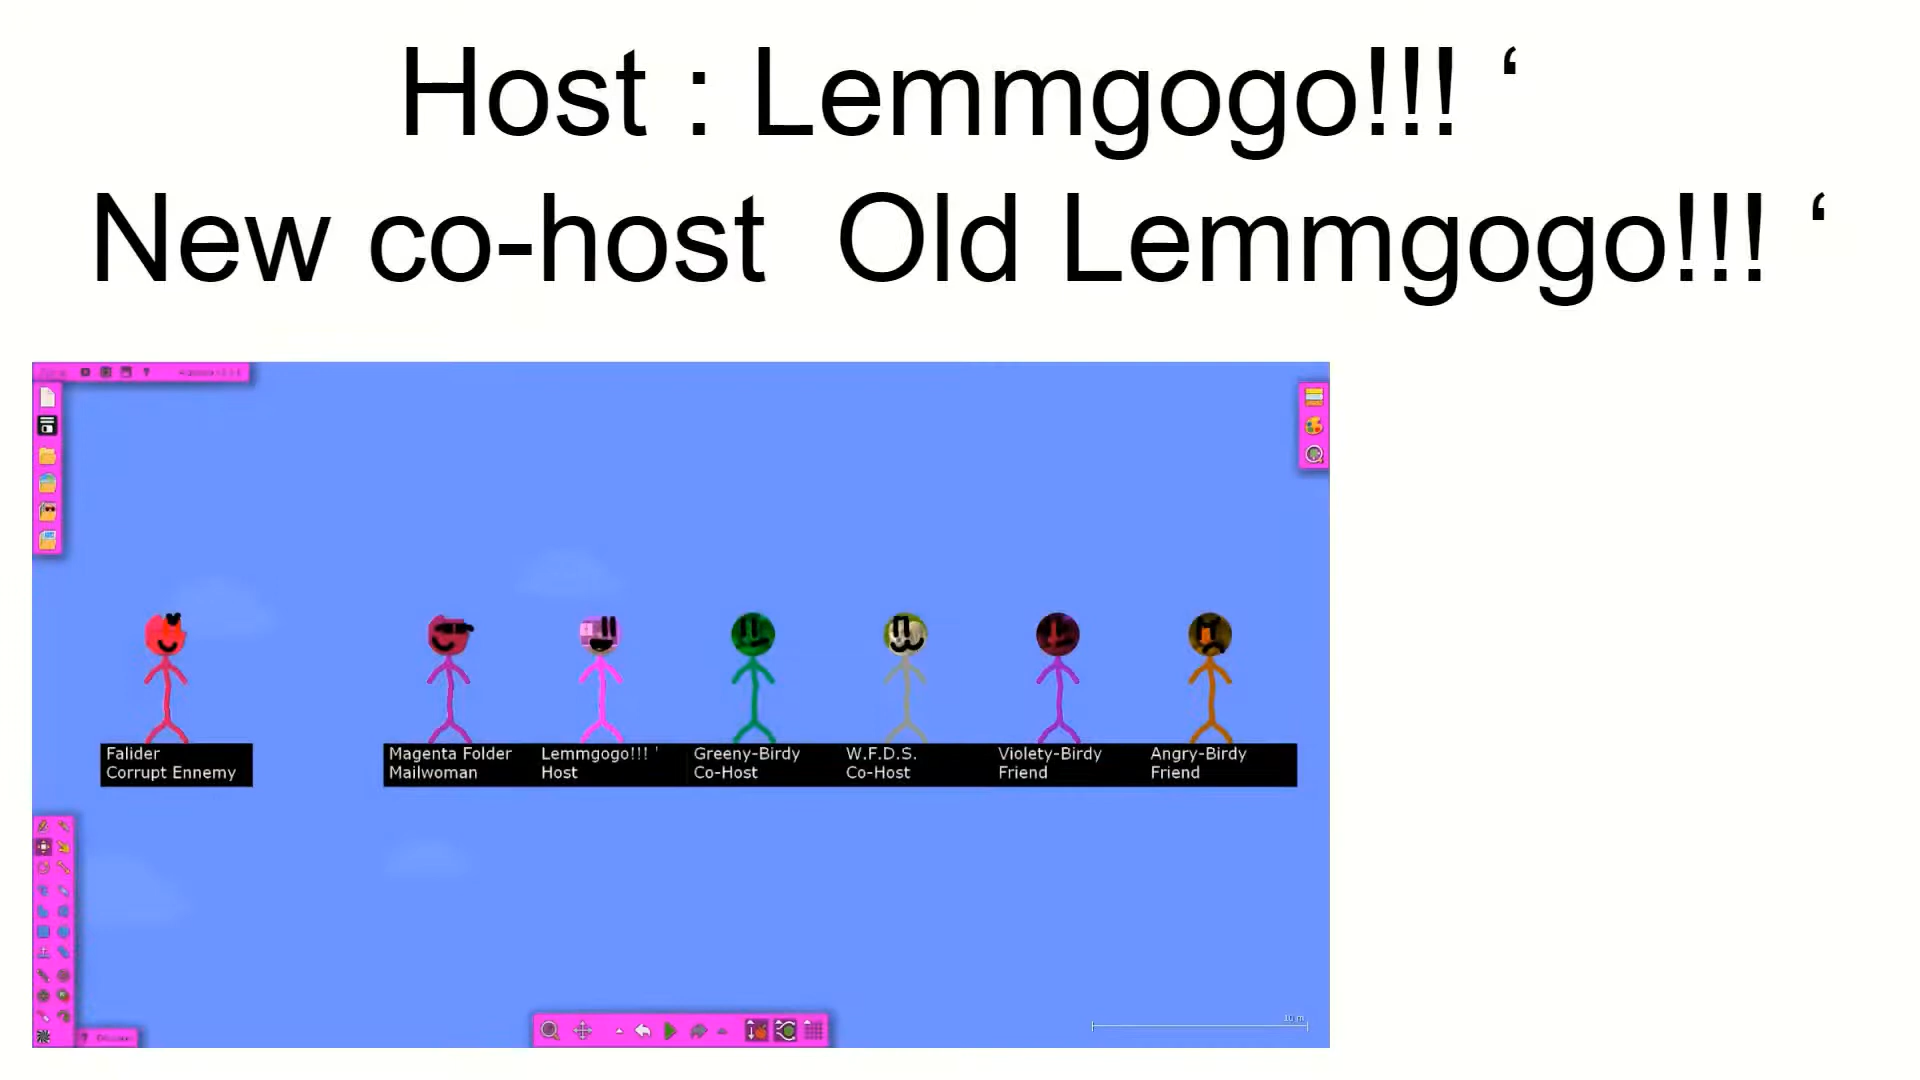 Host : Lemmgogo!!! ‘
New co-host  Old Lemmgogo!!! ‘
Falider
Corrupt Ennemy
Magenta Folder
Mailwoman
Lemmgogo!!! '
Host
Greeny-Birdy
Co-Host
W.F.D.S.
Co-Host
Violety-Birdy
Friend
Angry-Birdy
Friend
10 m